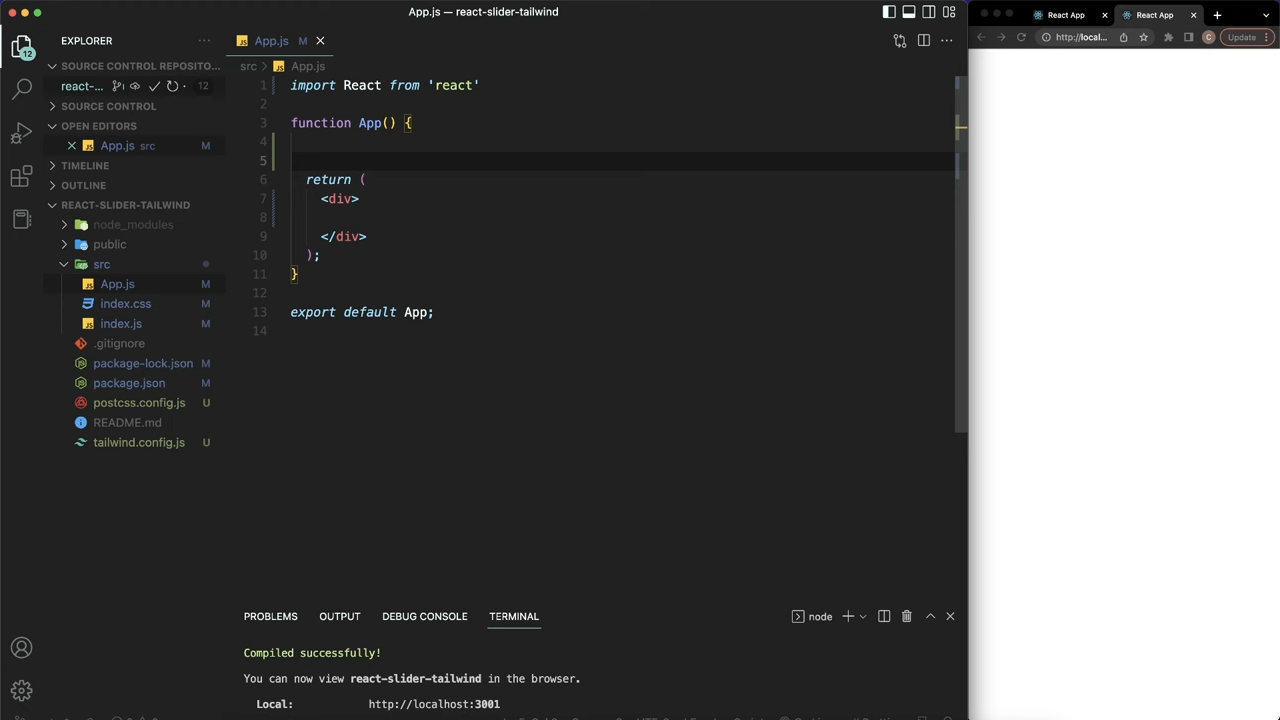 App.js — react-slider-tailwind
React App
React App
EXPLORER
App.js M
http://local...
C
Update
12
SOURCE CONTROL REPOSITO...
src > App.js
react-... 12
1 import React from 'react'
SOURCE CONTROL
2
OPEN EDITORS
3 function App() {
App.js src M
4
TIMELINE
5
OUTLINE
6 return (
REACT-SLIDER-TAILWIND
7 <div>
node_modules
8
public
9 </div>
src
10 );
App.js M
11 }
index.css M
12
index.js M
13 export default App;
.gitignore
14
package-lock.json M
package.json M
postcss.config.js U
README.md
tailwind.config.js U
PROBLEMS OUTPUT DEBUG CONSOLE TERMINAL
node
Compiled successfully!
You can now view react-slider-tailwind in the browser.
Local: http://localhost:3001